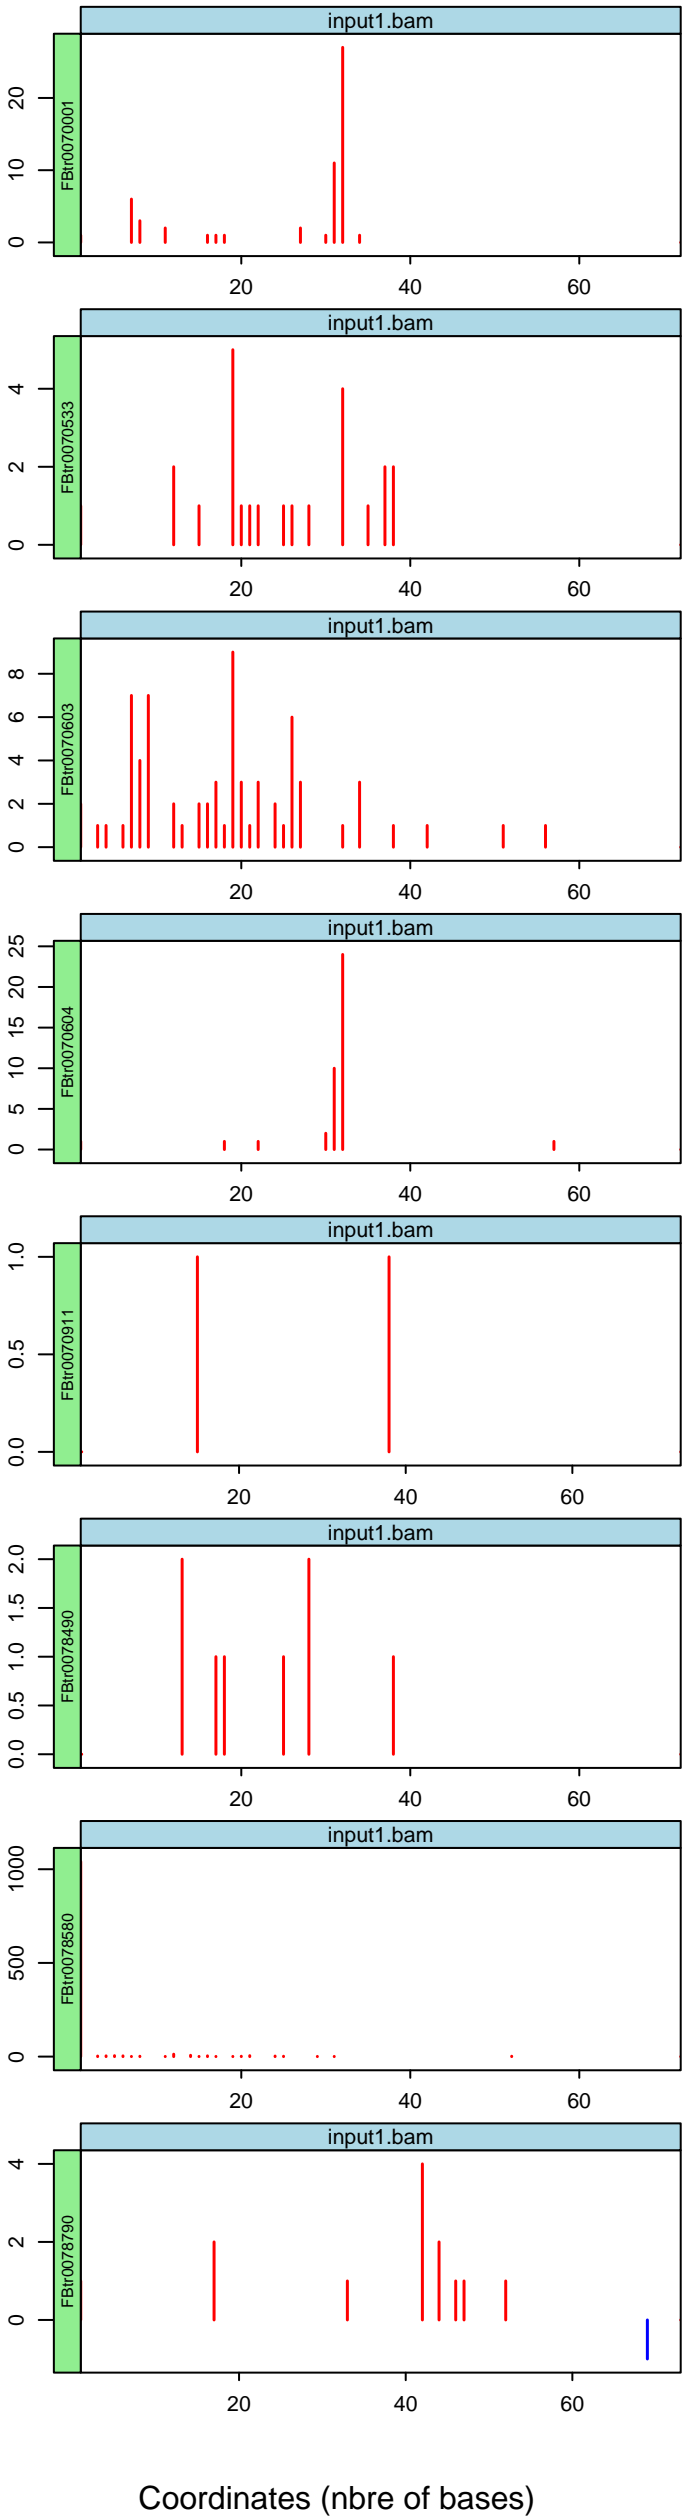 input1.bam
FBtr0070001
0 10 20
20 40 60
input1.bam
FBtr0070533
0 2 4
20 40 60
input1.bam
FBtr0070603
0 2 4 6 8
20 40 60
input1.bam
FBtr0070604
0 5 10 15 20 25
20 40 60
input1.bam
FBtr0070911
0.0 0.5 1.0
20 40 60
input1.bam
FBtr0078490
0.0 0.5 1.0 1.5 2.0
20 40 60
input1.bam
FBtr0078580
0 500 1000
20 40 60
input1.bam
FBtr0078790
0 2 4
20 40 60
Coordinates (nbre of bases)